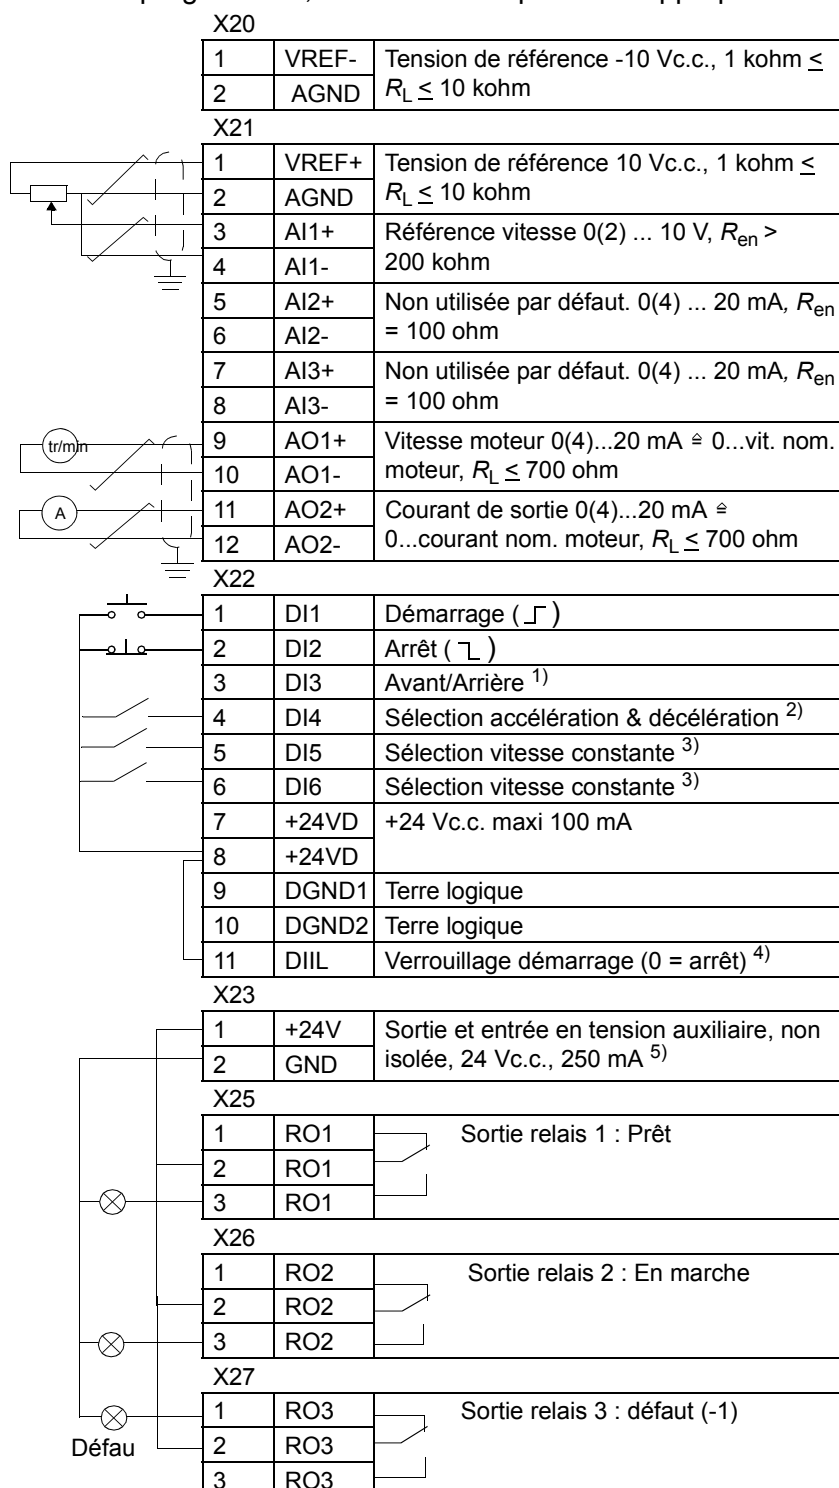 X20
1 VREF- Tension de référence -10 Vc.c., 1 kohm ≤
2 AGND RL ≤ 10 kohm
X21
1 VREF+ Tension de référence 10 Vc.c., 1 kohm ≤
2 AGND RL ≤ 10 kohm
3 AI1+ Référence vitesse 0(2) ... 10 V, Ren >
4 AI1- 200 kohm
5 AI2+ Non utilisée par défaut. 0(4) ... 20 mA, Ren
6 AI2- = 100 ohm
7 AI3+ Non utilisée par défaut. 0(4) ... 20 mA, Ren
8 AI3- = 100 ohm
tr/min 9 AO1+ Vitesse moteur 0(4)...20 mA ≙ 0...vit. nom.
10 AO1- moteur, RL ≤ 700 ohm
A 11 AO2+ Courant de sortie 0(4)...20 mA ≙
12 AO2- 0...courant nom. moteur, RL ≤ 700 ohm
X22
1 DI1 Démarrage ( )
2 DI2 Arrêt ( )
3 DI3 Avant/Arrière 1)
4 DI4 Sélection accélération & décélération 2)
5 DI5 Sélection vitesse constante 3)
6 DI6 Sélection vitesse constante 3)
7 +24VD +24 Vc.c. maxi 100 mA
8 +24VD
9 DGND1 Terre logique
10 DGND2 Terre logique
11 DIIL Verrouillage démarrage (0 = arrêt) 4)
X23
1 +24V Sortie et entrée en tension auxiliaire, non
2 GND isolée, 24 Vc.c., 250 mA 5)
X25
1 RO1 Sortie relais 1 : Prêt
2 RO1
3 RO1
X26
1 RO2 Sortie relais 2 : En marche
2 RO2
3 RO2
X27
1 RO3 Sortie relais 3 : défaut (-1)
Défau 2 RO3
3 RO3